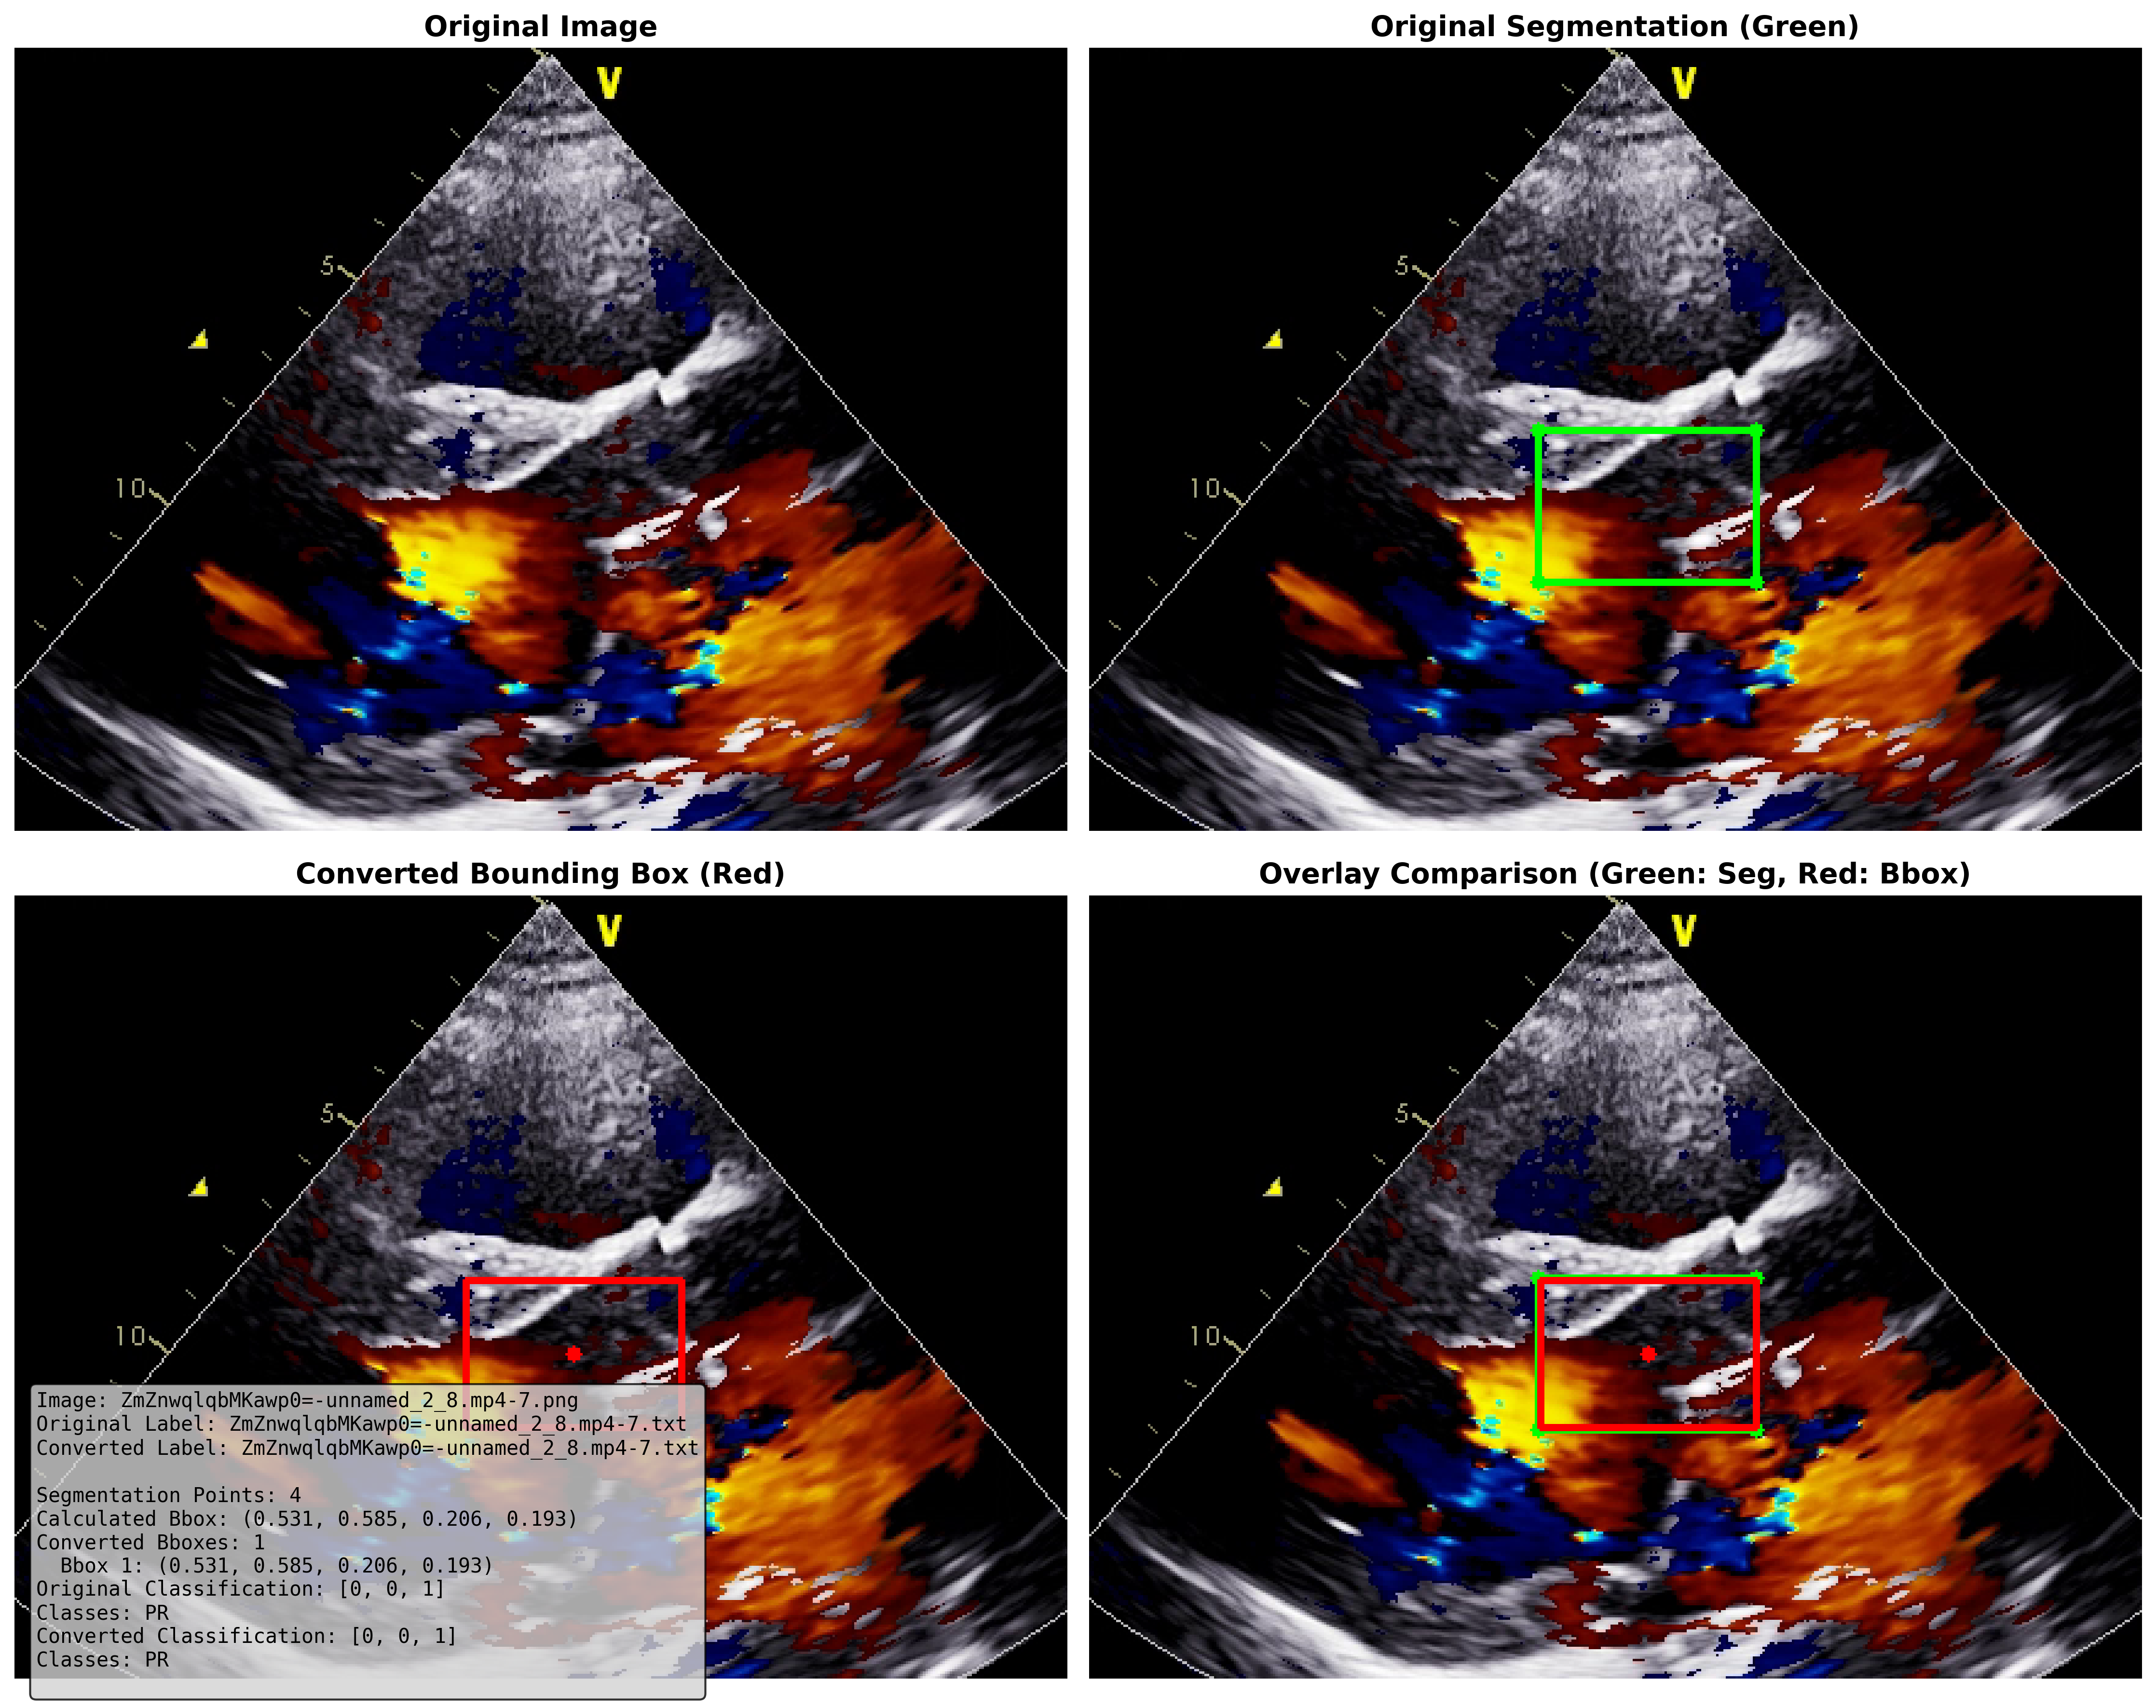 Original Image
Original Segmentation (Green)
V
5
10
V
5
10
Converted Bounding Box (Red)
Overlay Comparison (Green: Seg, Red: Bbox)
V
5
10
V
5
10
Image: ZmZnwqlqbMKawp0=-unnamed_2_8.mp4-7.png
Original Label: ZmZnwqlqbMKawp0=-unnamed_2_8.mp4-7.txt
Converted Label: ZmZnwqlqbMKawp0=-unnamed_2_8.mp4-7.txt
Segmentation Points: 4
Calculated Bbox: (0.531, 0.585, 0.206, 0.193)
Converted Bboxes: 1
Bbox 1: (0.531, 0.585, 0.206, 0.193)
Original Classification: [0, 0, 1]
Classes: PR
Converted Classification: [0, 0, 1]
Classes: PR